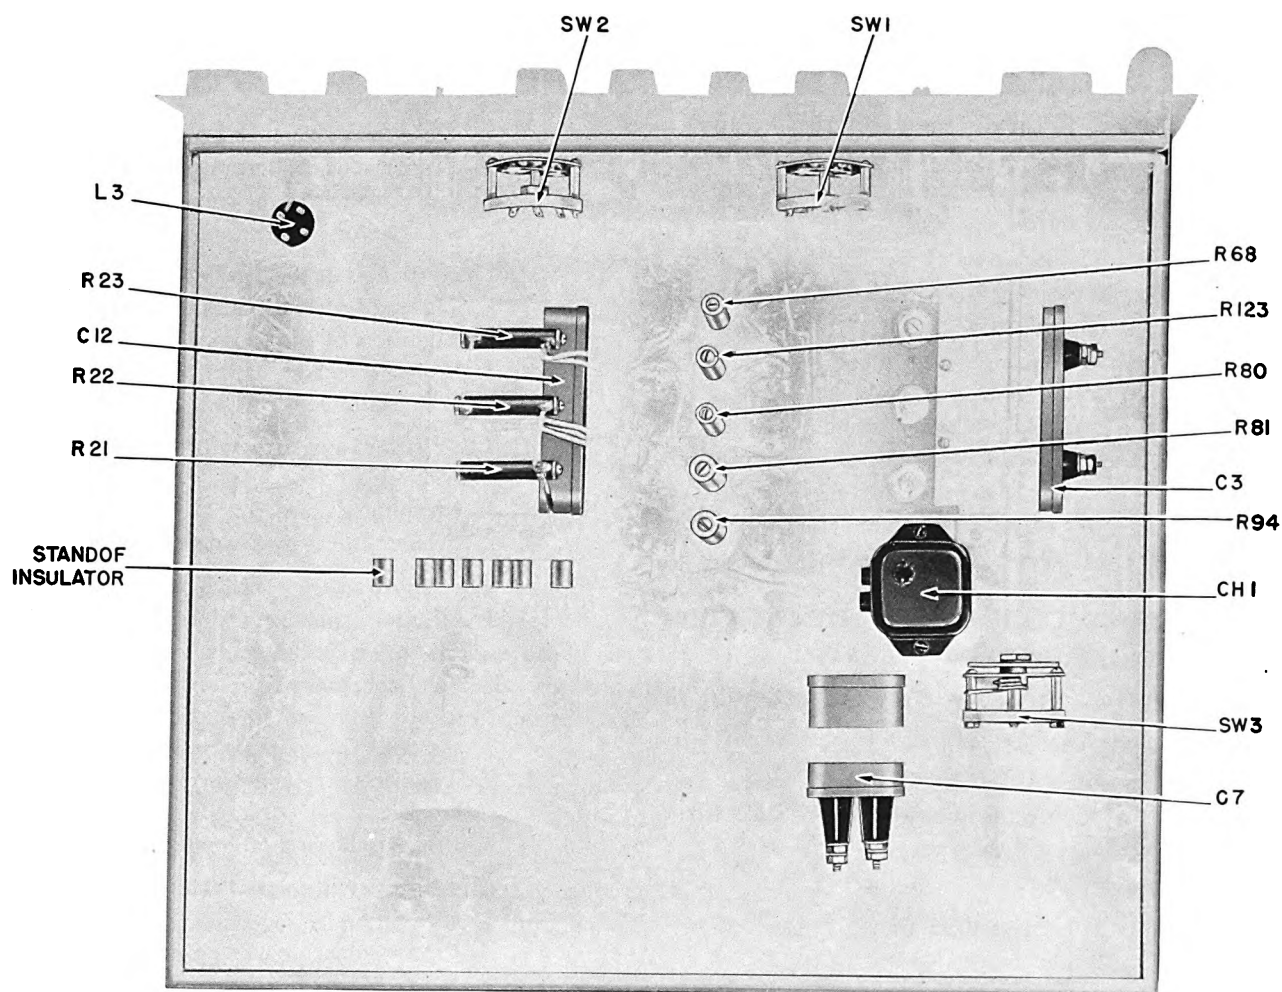 SW2
SW1
L3
R23
C12
R22
R21
STANDOF
INSULATOR
R68
R123
R80
R81
C3
R94
CH1
SW3
C7